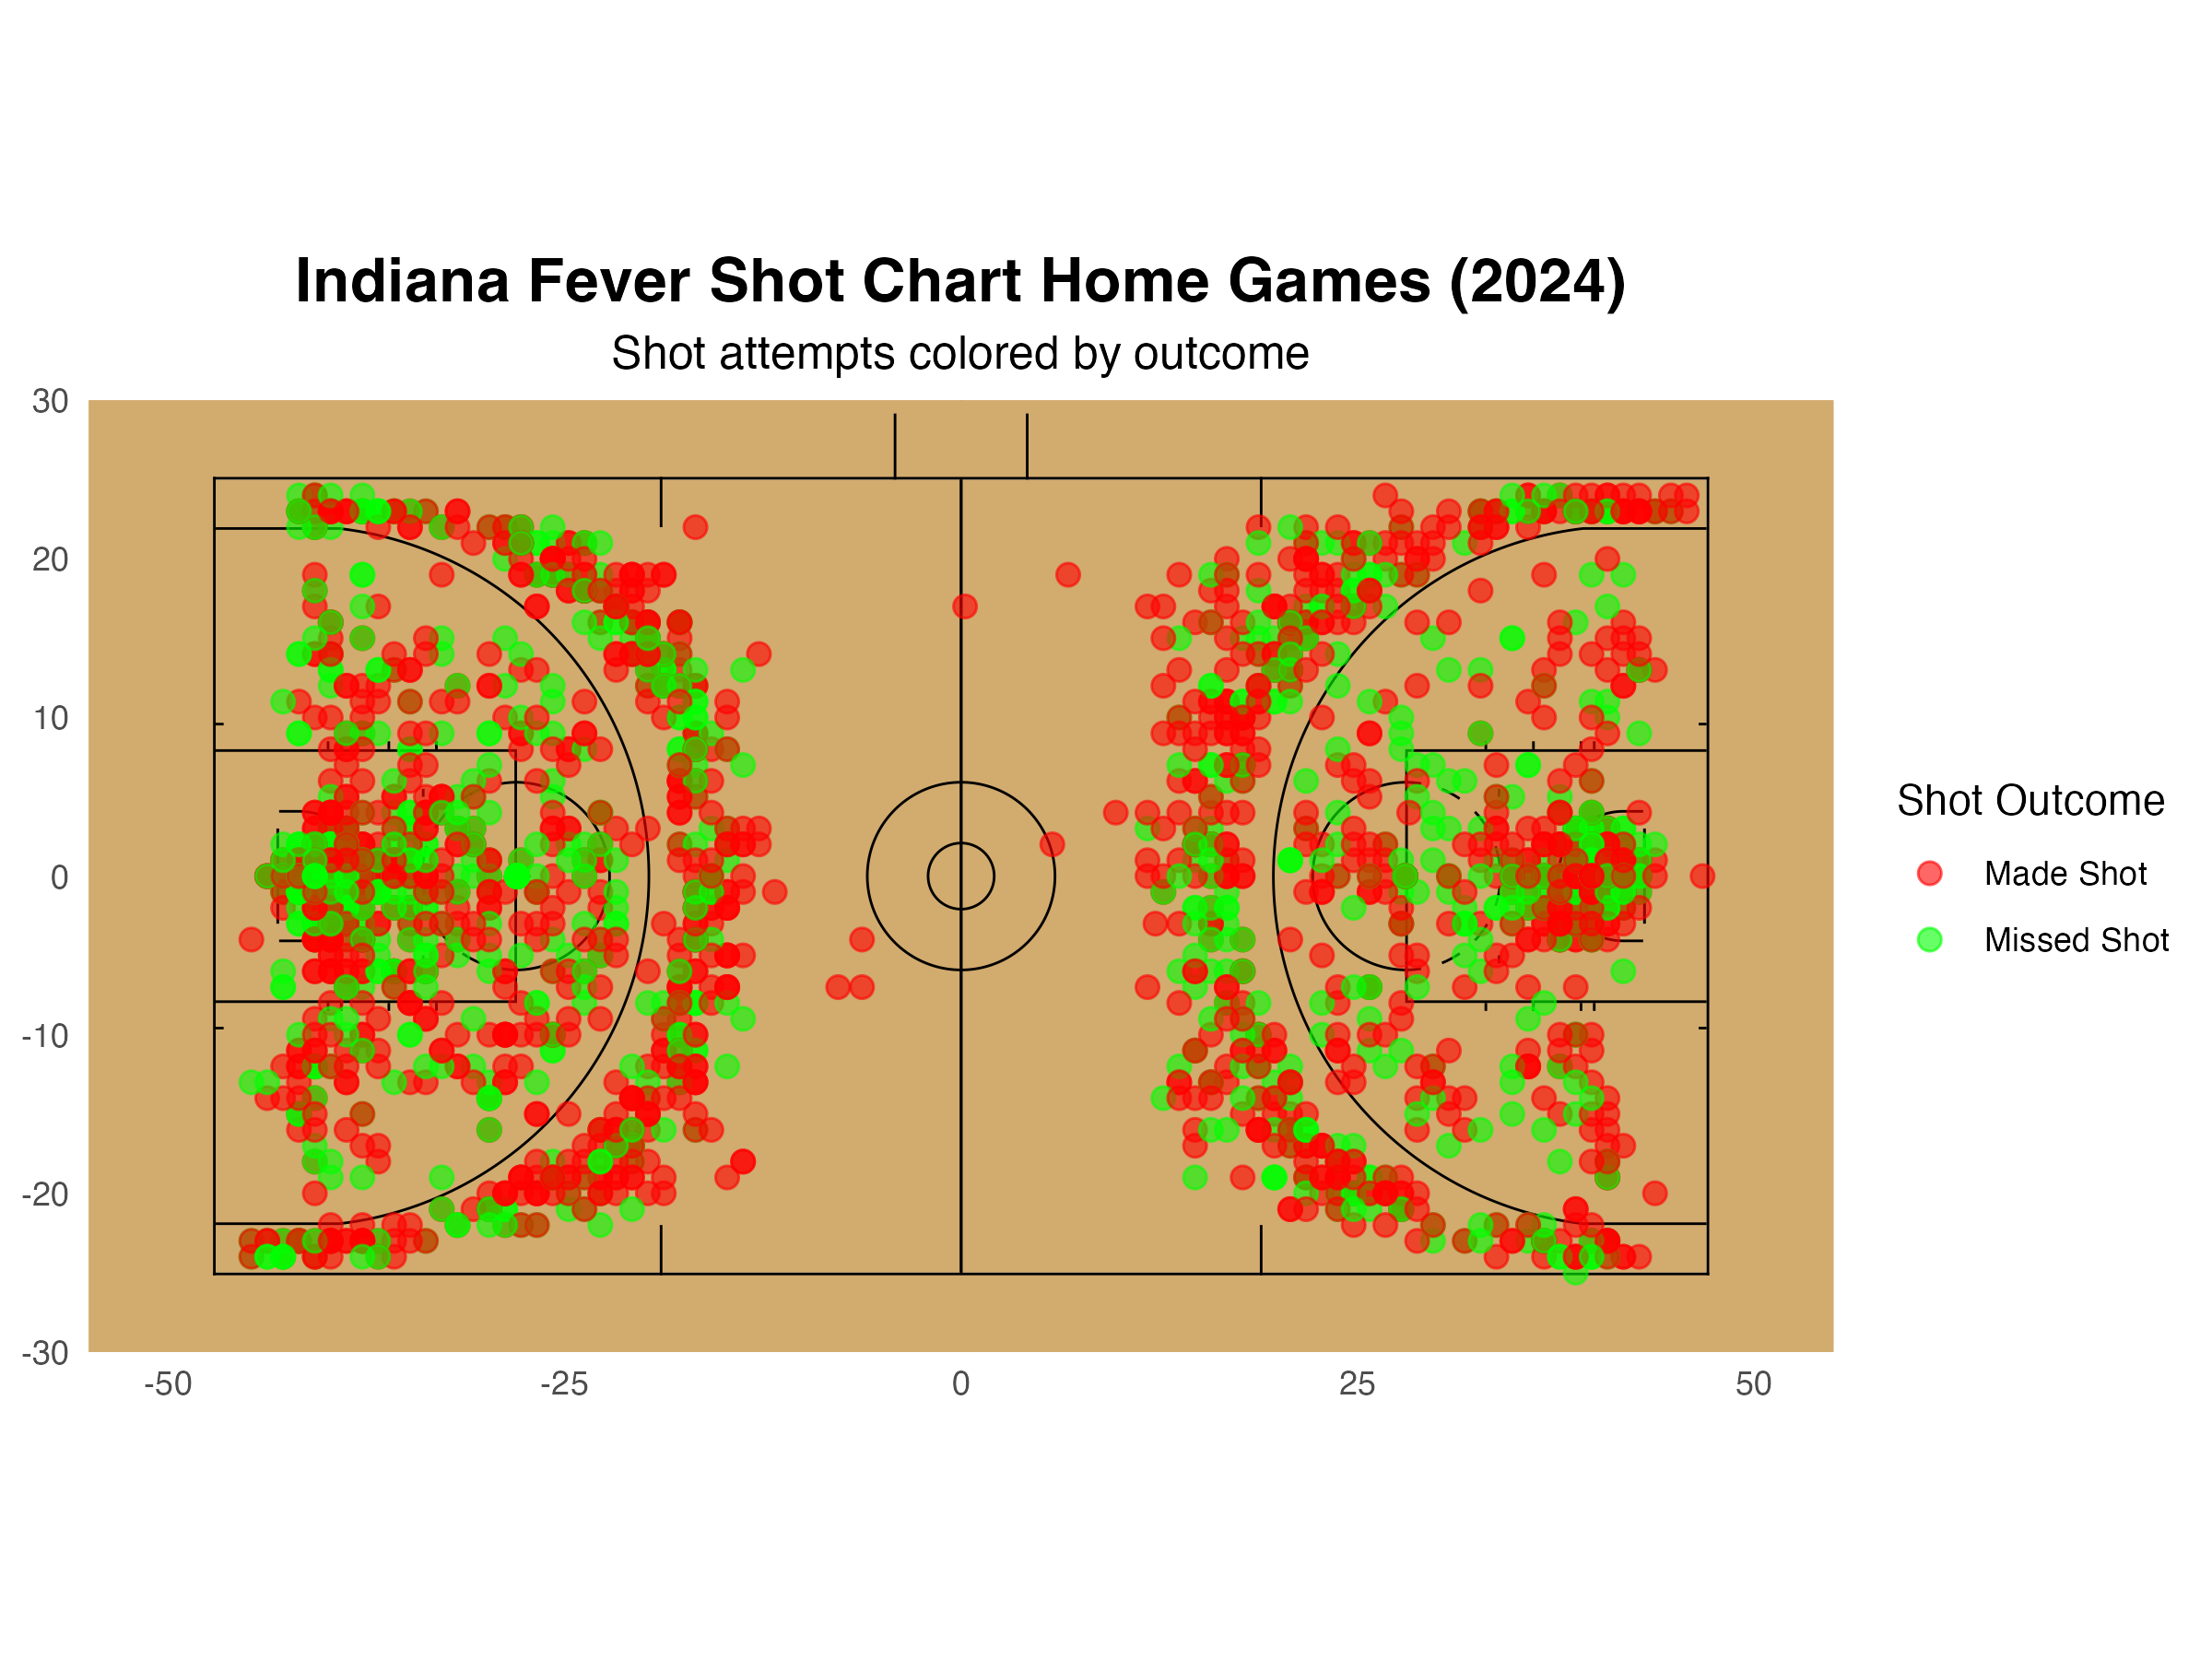 Indiana Fever Shot Chart Home Games (2024)
Shot attempts colored by outcome
30
20
10
0
-10
-20
-30
-50
-25
0
25
50
Shot Outcome
Made Shot
Missed Shot